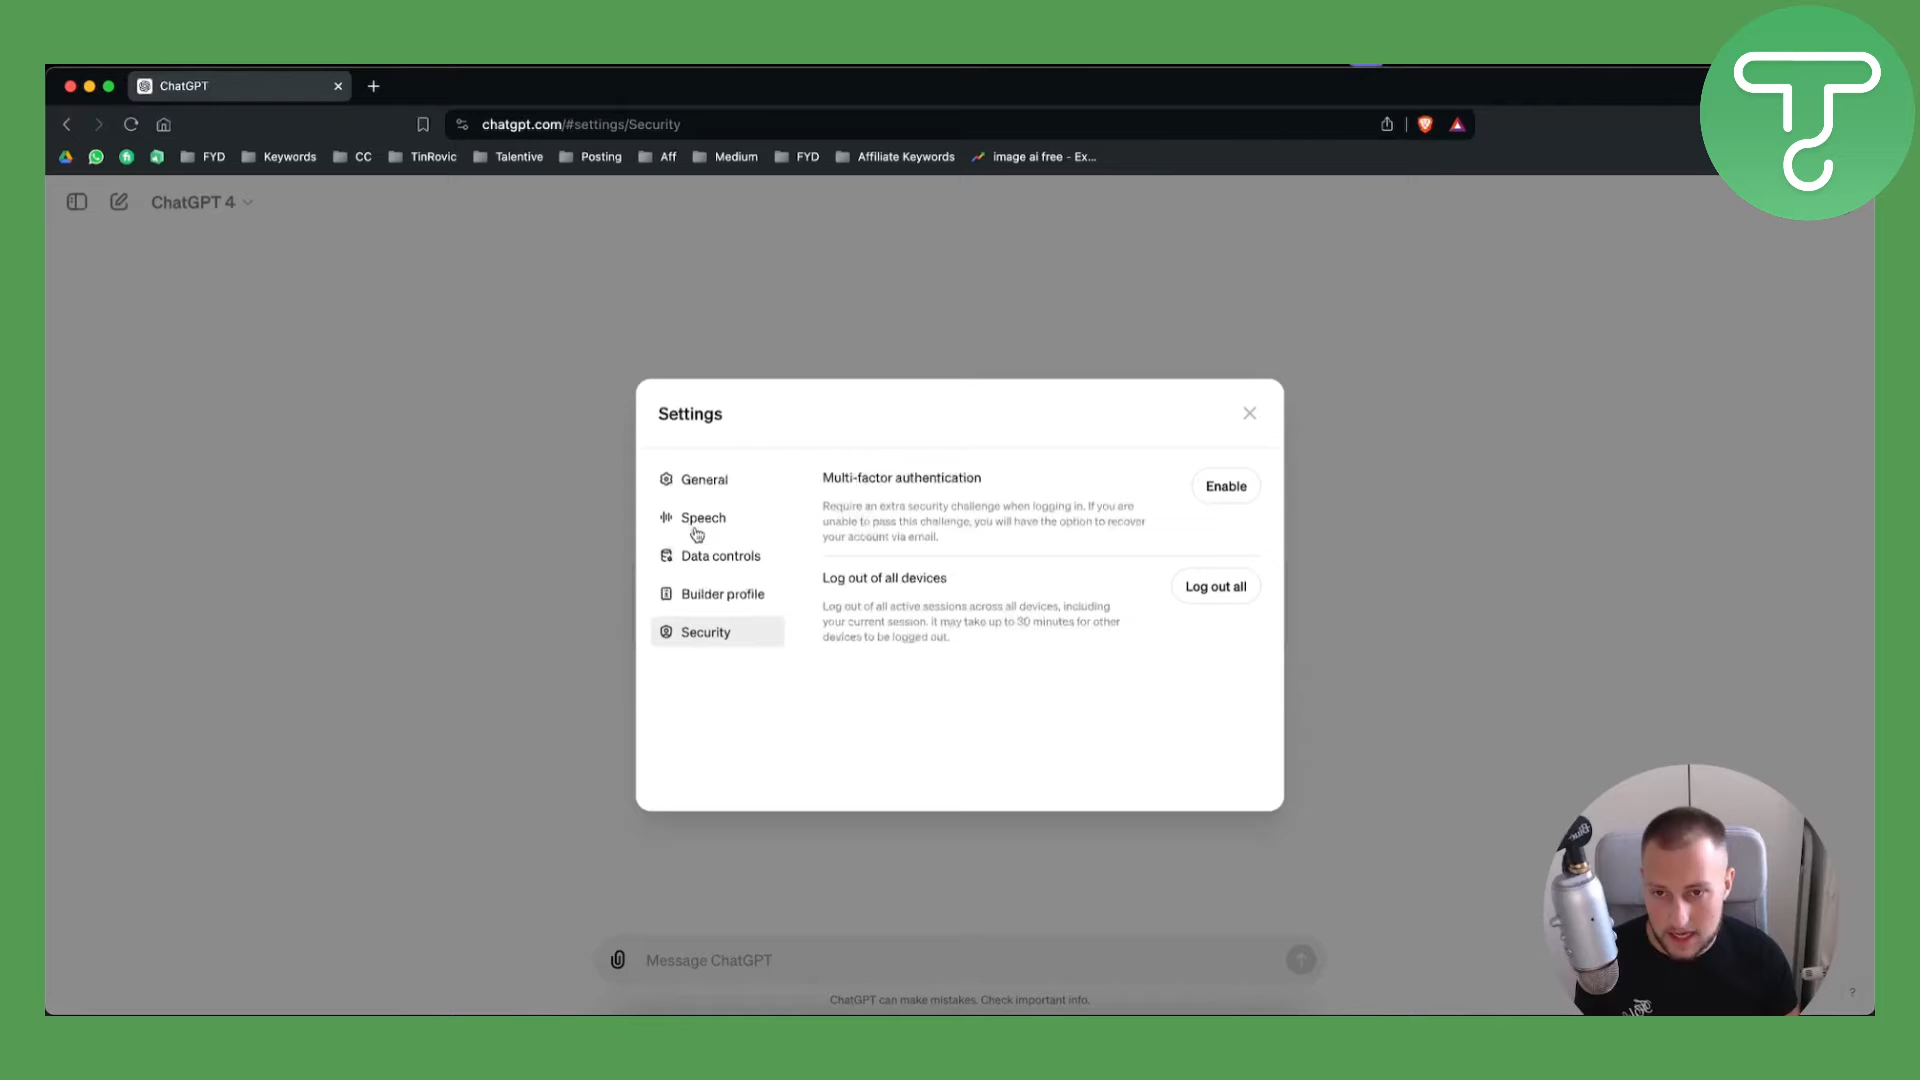 ChatGPT
chatgpt.com/#settings/Security
FYD
Keywords
CC
TinRovic
Talentive
Posting
Aff
Medium
FYD
Affiliate Keywords
image ai free - Ex...
ChatGPT 4
Settings
General
Speech
Data controls
Builder profile
Security
Multi-factor authentication
Enable
Require an extra security challenge when logging in. If you are
unable to pass this challenge, you will have the option to recover
your account via email.
Log out of all devices
Log out all
Log out of all active sessions across all devices, including
your current session. It may take up to 30 minutes for other
devices to be logged out.
Message ChatGPT
ChatGPT can make mistakes. Check important info.
?